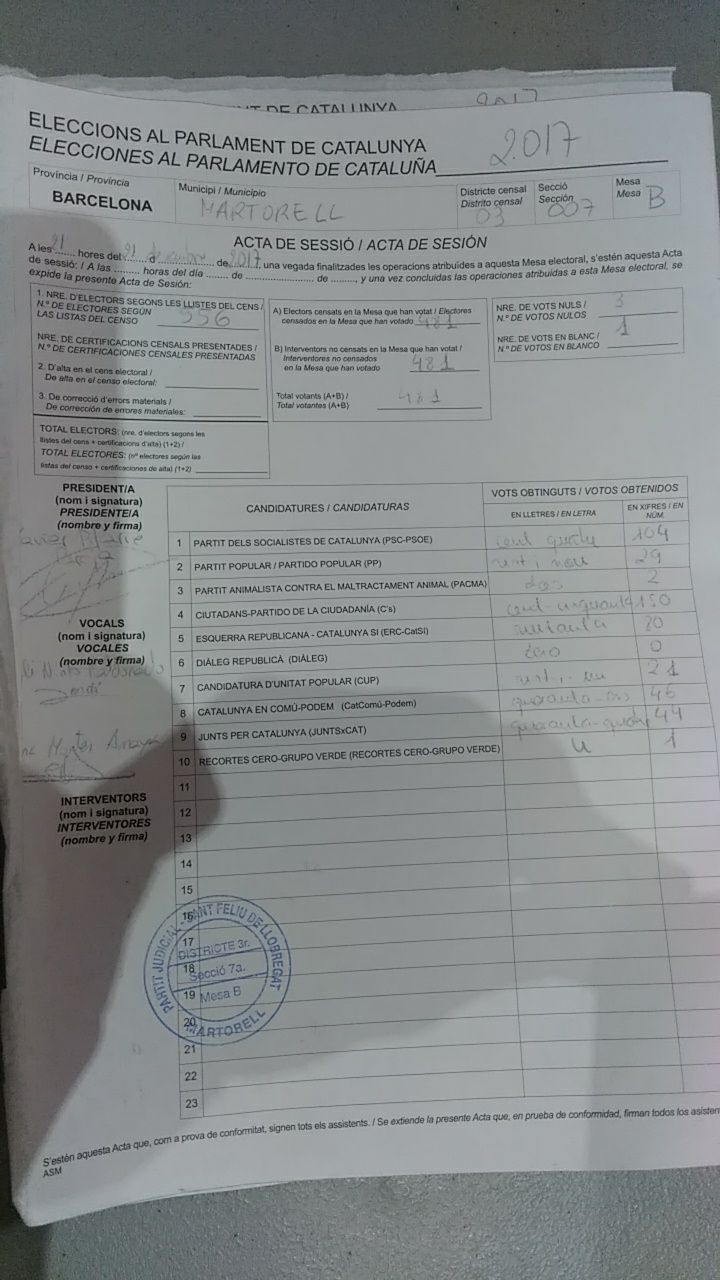 NT DE CATALUNYA 2017
ELECCIONS AL PARLAMENT DE CATALUNYA
ELECCIONES AL PARLAMENTO DE CATALUÑA 2017
Província / Provincia
BARCELONA
Municipi / Municipio
MARTORELL
Districte censal
Distrito censal
03
Secció
Sección
007
Mesa
Mesa
B
ACTA DE SESSIÓ / ACTA DE SESIÓN
A les 21 hores del 21 d desembre de 2017, una vegada finalitzades les operacions atribuïdes a aquesta Mesa electoral, s'estén aquesta Acta
de sessió: / A las ........ horas del día ....... de ....................... de ......., y una vez concluidas las operaciones atribuidas a esta Mesa electoral, se
expide la presente Acta de Sesión:
1. NRE. D'ELECTORS SEGONS LES LLISTES DEL CENS /
N.º DE ELECTORES SEGÚN
LAS LISTAS DEL CENSO 556
NRE. DE CERTIFICACIONS CENSALS PRESENTADES /
N.º DE CERTIFICACIONES CENSALES PRESENTADAS
2. D'alta en el cens electoral /
De alta en el censo electoral:
3. De correcció d'errors materials /
De corrección de errores materiales:
TOTAL ELECTORS: (nre. d'electors segons les
llistes del cens + certificacions d'alta) (1+2) /
TOTAL ELECTORES: (nº electores según las
listas del censo + certificaciones de alta) (1+2)
A) Electors censats en la Mesa que han votat / Electores
censados en la Mesa que han votado 481
B) Interventors no censats en la Mesa que han votat /
Interventores no censados
en la Mesa que han votado 481
Total votants (A+B) /
Total votantes (A+B) 481
NRE. DE VOTS NULS /
N.º DE VOTOS NULOS 3
NRE. DE VOTS EN BLANC /
N.º DE VOTOS EN BLANCO 1
PRESIDENT/A
(nom i signatura)
PRESIDENTE/A
(nombre y firma)
VOCALS
(nom i signatura)
VOCALES
(nombre y firma)
INTERVENTORS
(nom i signatura)
INTERVENTORES
(nombre y firma)
CANDIDATURES / CANDIDATURAS
VOTS OBTINGUTS / VOTOS OBTENIDOS
EN LLETRES / EN LETRA
EN XIFRES / EN NÚM.
1 PARTIT DELS SOCIALISTES DE CATALUNYA (PSC-PSOE) cent quatre 104
2 PARTIT POPULAR / PARTIDO POPULAR (PP) vint i nou 29
3 PARTIT ANIMALISTA CONTRA EL MALTRACTAMENT ANIMAL (PACMA) dos 2
4 CIUTADANS-PARTIDO DE LA CIUDADANÍA (C's) cent cinquanta 150
5 ESQUERRA REPUBLICANA - CATALUNYA SI (ERC-CatSI) vuitanta 80
6 DIÀLEG REPUBLICÀ (DIÀLEG) zero 0
7 CANDIDATURA D'UNITAT POPULAR (CUP) vint-i-un 21
8 CATALUNYA EN COMÚ-PODEM (CatComú-Podem) quaranta-sis 46
9 JUNTS PER CATALUNYA (JUNTSxCAT) quaranta-quatre 44
10 RECORTES CERO-GRUPO VERDE (RECORTES CERO-GRUPO VERDE) u 1
11
12
13
14
15
16
17
18
19
20
21
22
23
PARTIT JUDICIAL - SANT FELIU DE LLOBREGAT
DISTRICTE 3r.
Secció 7a.
Mesa B
MARTORELL
S'estén aquesta Acta que, com a prova de conformitat, signen tots els assistents. / Se extiende la presente Acta que, en prueba de conformidad, firman todos los asisten
ASM